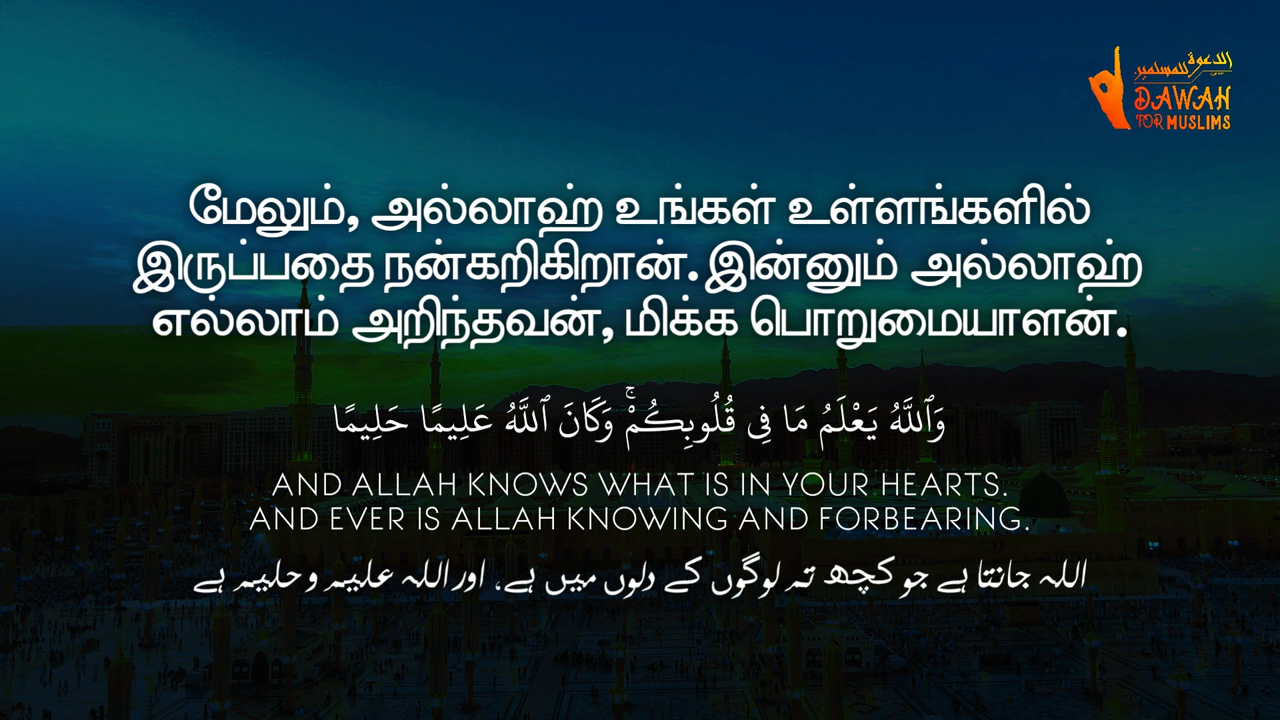 الدعوة للمسلمين
DAWAH
FOR MUSLIMS
மேலும், அல்லாஹ் உங்கள் உள்ளங்களில்
இருப்பதை நன்கறிகிறான். இன்னும் அல்லாஹ்
எல்லாம் அறிந்தவன், மிக்க பொறுமையாளன்.
وَٱللَّهُ يَعْلَمُ مَا فِى قُلُوبِكُمْ ۚ وَكَانَ ٱللَّهُ عَلِيمًا حَلِيمًا
AND ALLAH KNOWS WHAT IS IN YOUR HEARTS.
AND EVER IS ALLAH KNOWING AND FORBEARING.
اللہ جانتا ہے جو کچھ تم لوگوں کے دلوں میں ہے، اور اللہ علیم و حلیم ہے